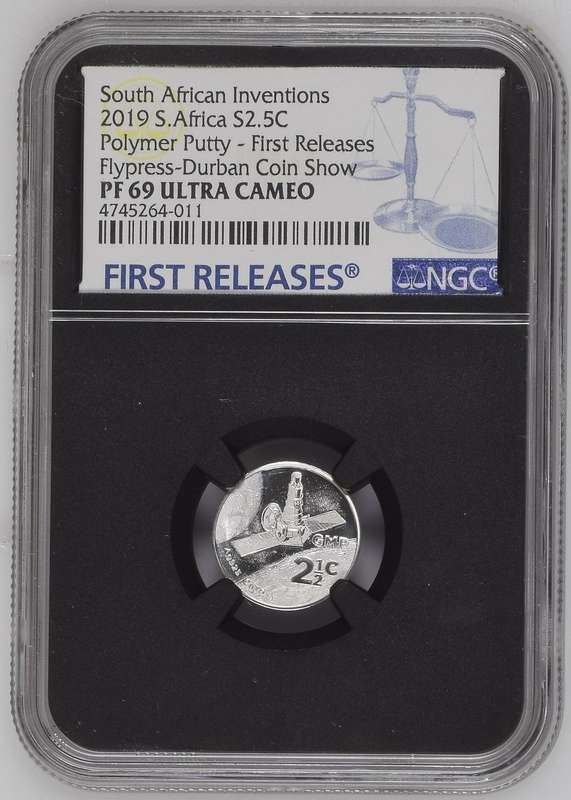 South African Inventions
2019 S.Africa S2.5C
Polymer Putty - First Releases
Flypress-Durban Coin Show
PF 69 ULTRA CAMEO
4745264-011
FIRST RELEASES®
NGC®
2½C